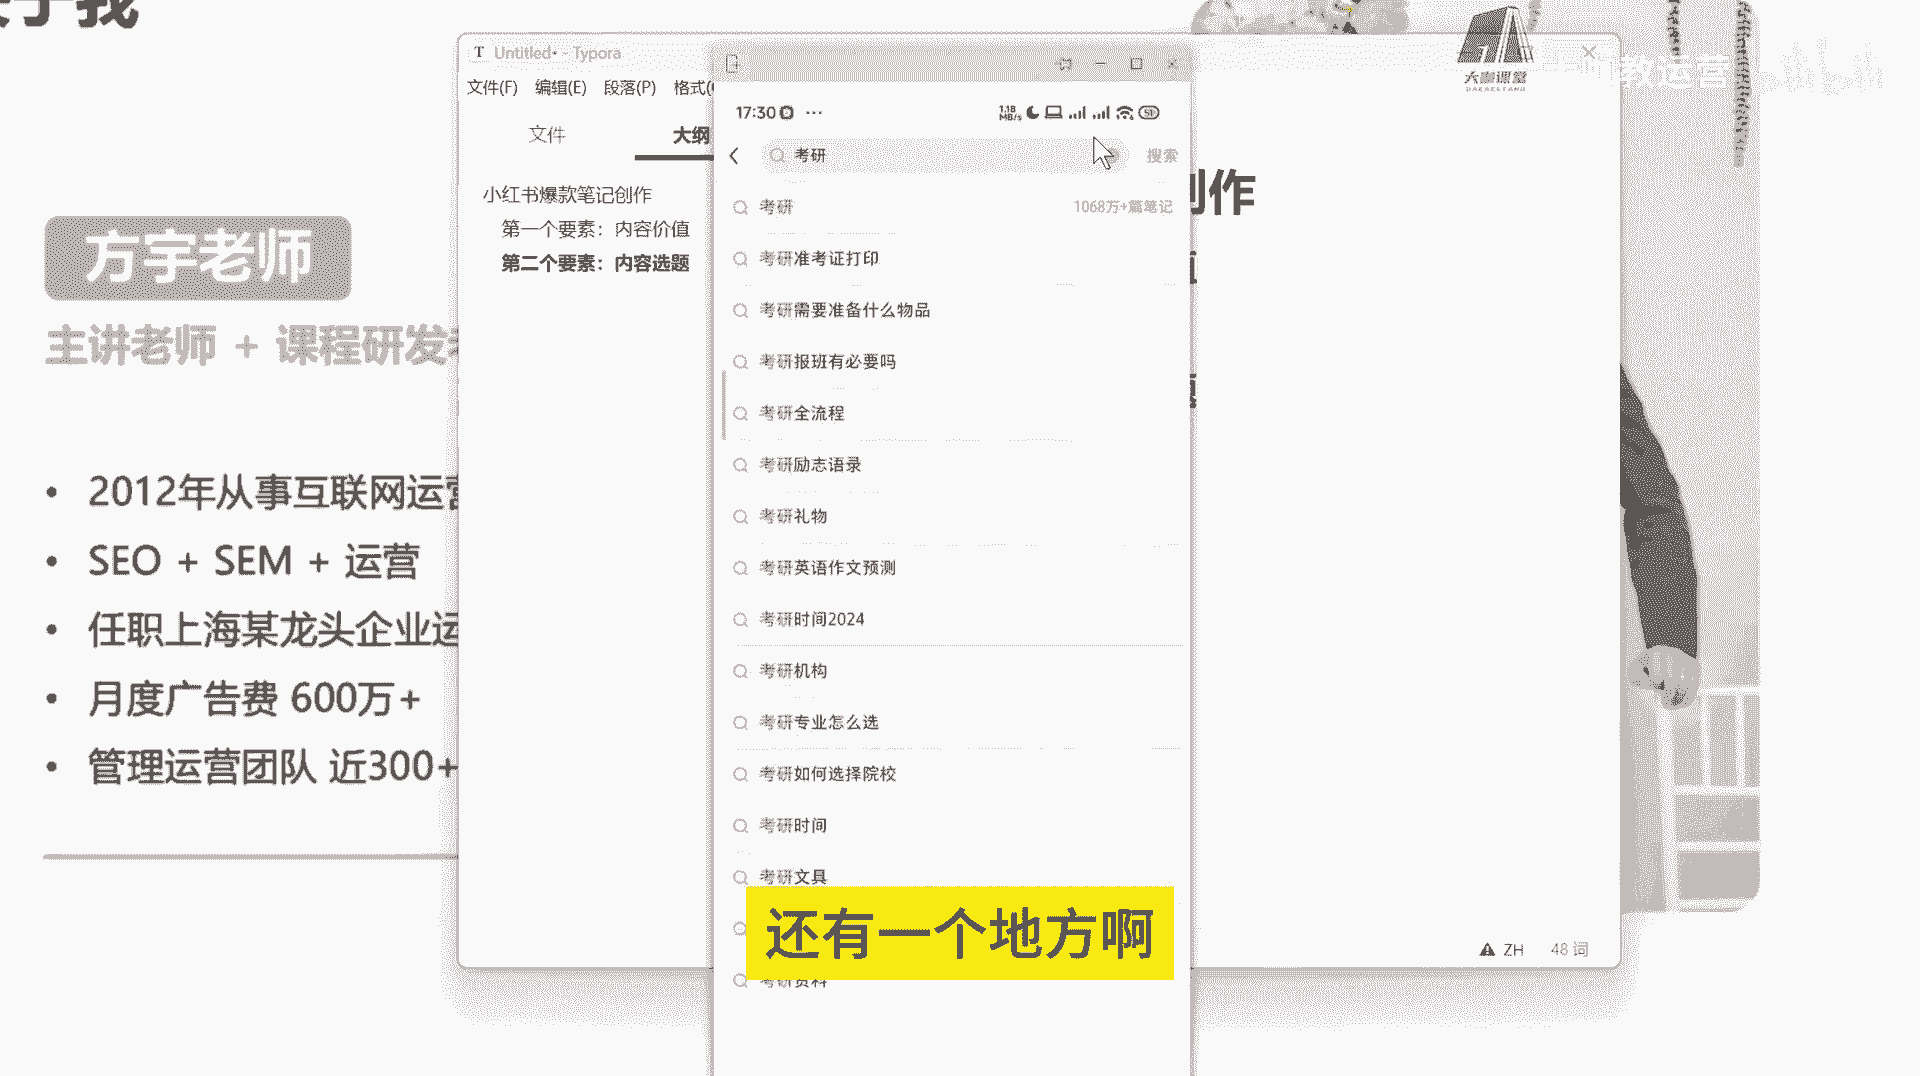 方宇老师
主讲老师 + 课程研发
2012年从事互联网运营
SEO + SEM + 运营
任职上海某龙头企业运
月度广告费 600万+
管理运营团队 近300+
Untitled• - Typora
文件(F) 编辑(E) 段落(P) 格式(
文件
大纲
小红书爆款笔记创作
第一个要素：内容价值
第二个要素：内容选题
17:30
1.18 MB/s
考研
搜索
考研
1068万+篇笔记
考研准考证打印
考研需要准备什么物品
考研报班有必要吗
考研全流程
考研励志语录
考研礼物
考研英语作文预测
考研时间2024
考研机构
考研专业怎么选
考研如何选择院校
考研时间
考研文具
考研资料
还有一个地方啊
创作
大咖课堂
DAKAKETANG
教运营
bilibili
ZH
48 词